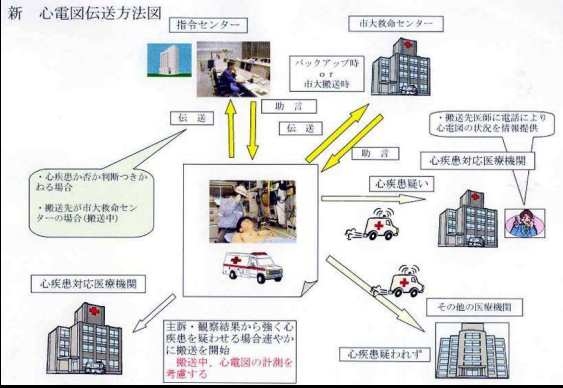 新　心電図伝送方法図
指令センター
市大救命センター
バックアップ時
or
市大搬送時
伝　送
助　言
伝　送
助　言
・搬送先医師に電話により
心電図の状況を情報提供
心疾患対応医療機関
・心疾患か否か判断つきか
ねる場合
・搬送先が市大救命セン
ターの場合(搬送中)
心疾患疑い
心疾患対応医療機関
主訴・観察結果から強く心
疾患を疑わせる場合速やか
に搬送を開始
搬送中、心電図の計測を
考慮する
その他の医療機関
心疾患疑われず